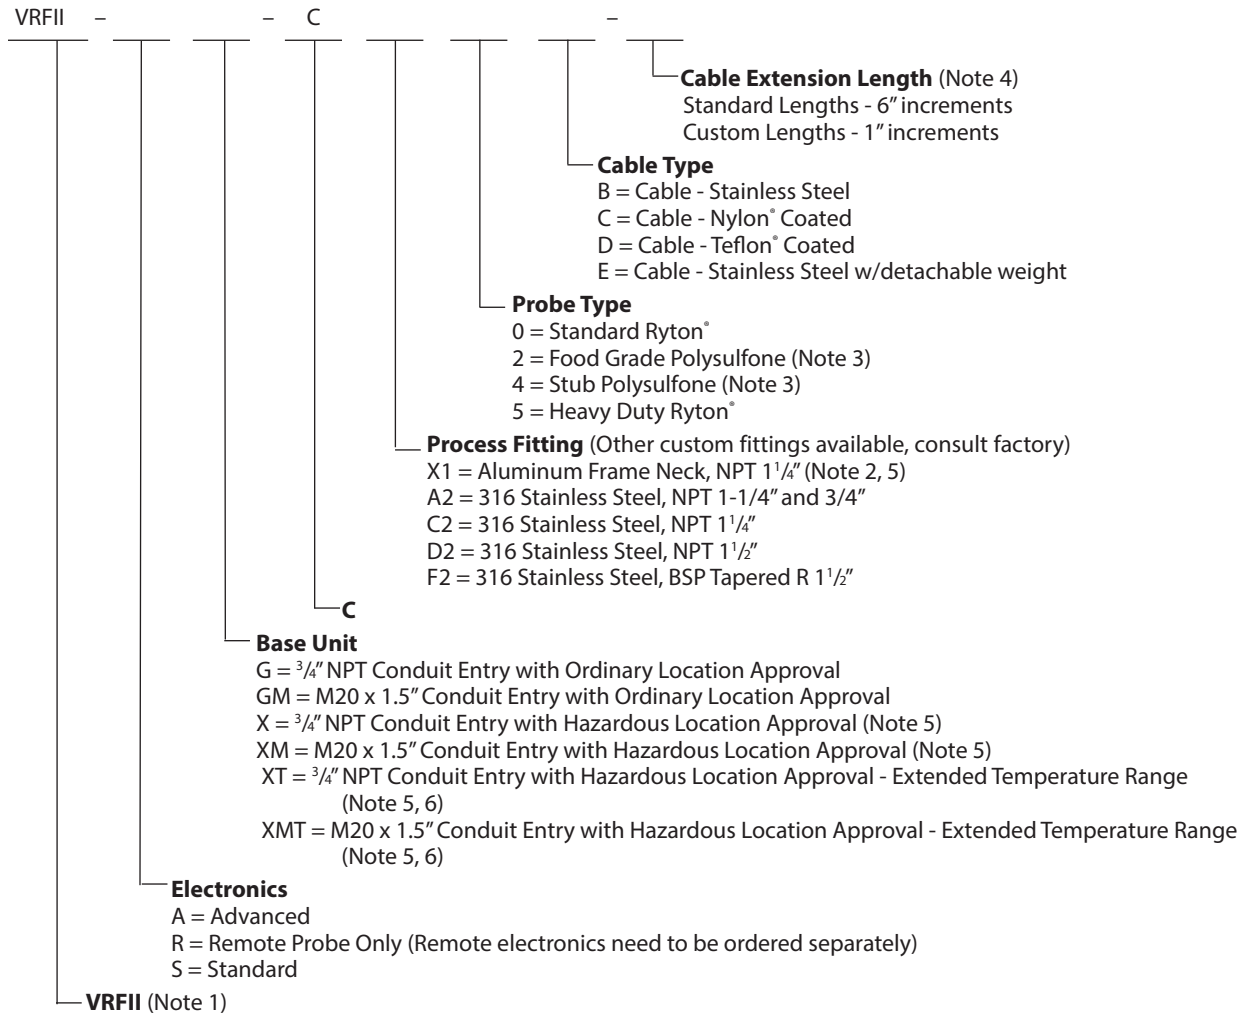 VRFII – – C –
Cable Extension Length (Note 4)
Standard Lengths - 6” increments
Custom Lengths - 1” increments
Cable Type
B = Cable - Stainless Steel
C = Cable - Nylon® Coated
D = Cable - Teflon® Coated
E = Cable - Stainless Steel w/detachable weight
Probe Type
0 = Standard Ryton®
2 = Food Grade Polysulfone (Note 3)
4 = Stub Polysulfone (Note 3)
5 = Heavy Duty Ryton®
Process Fitting (Other custom fittings available, consult factory)
X1 = Aluminum Frame Neck, NPT 1¹/₄” (Note 2, 5)
A2 = 316 Stainless Steel, NPT 1-1/4” and 3/4”
C2 = 316 Stainless Steel, NPT 1¹/₄”
D2 = 316 Stainless Steel, NPT 1¹/₂”
F2 = 316 Stainless Steel, BSP Tapered R 1¹/₂”
C
Base Unit
G = ³/₄” NPT Conduit Entry with Ordinary Location Approval
GM = M20 x 1.5” Conduit Entry with Ordinary Location Approval
X = ³/₄” NPT Conduit Entry with Hazardous Location Approval (Note 5)
XM = M20 x 1.5” Conduit Entry with Hazardous Location Approval (Note 5)
XT = ³/₄” NPT Conduit Entry with Hazardous Location Approval - Extended Temperature Range
(Note 5, 6)
XMT = M20 x 1.5” Conduit Entry with Hazardous Location Approval - Extended Temperature Range
(Note 5, 6)
Electronics
A = Advanced
R = Remote Probe Only (Remote electronics need to be ordered separately)
S = Standard
VRFII (Note 1)